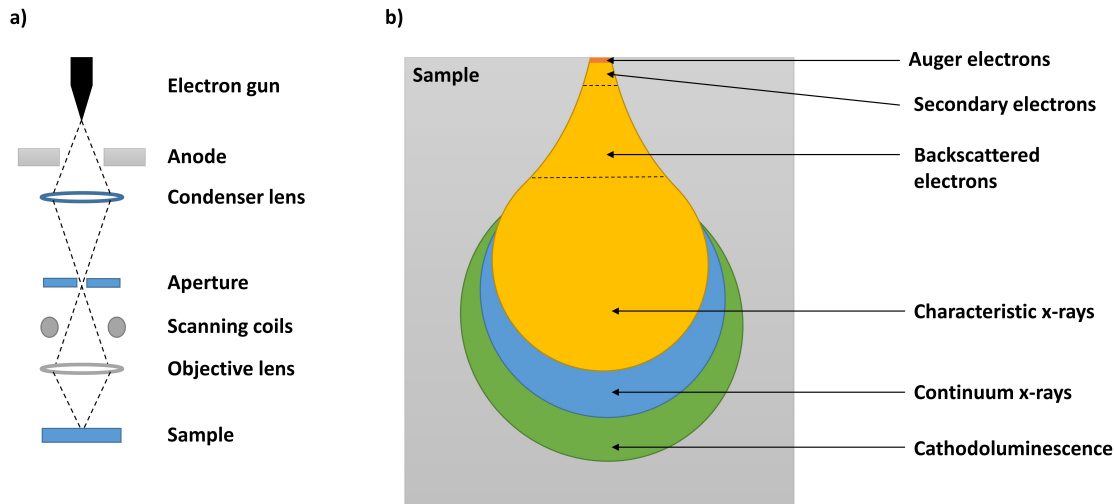 a)
Electron gun
Anode
Condenser lens
Aperture
Scanning coils
Objective lens
Sample
b)
Sample
Auger electrons
Secondary electrons
Backscattered
electrons
Characteristic x-rays
Continuum x-rays
Cathodoluminescence